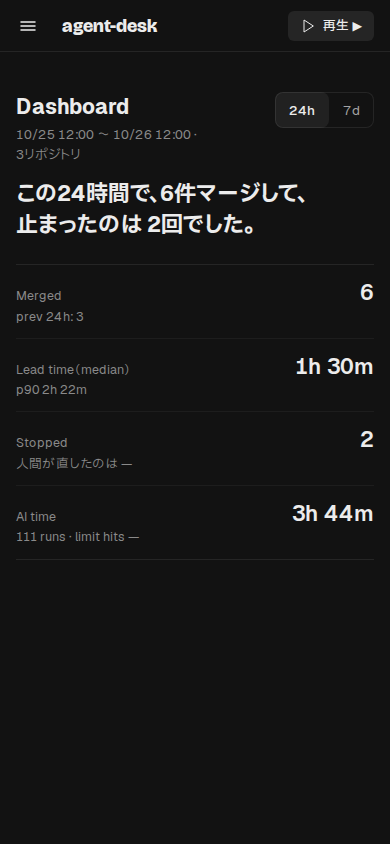 agent-desk
再生 ▶
Dashboard
24h
7d
10/25 12:00 〜 10/26 12:00 ·
3リポジトリ
この24時間で、6件マージして、
止まったのは 2回でした。
Merged
6
prev 24h: 3
Lead time（median）
1h 30m
p90 2h 22m
Stopped
2
人間が直したのは —
AI time
3h 44m
111 runs · limit hits —